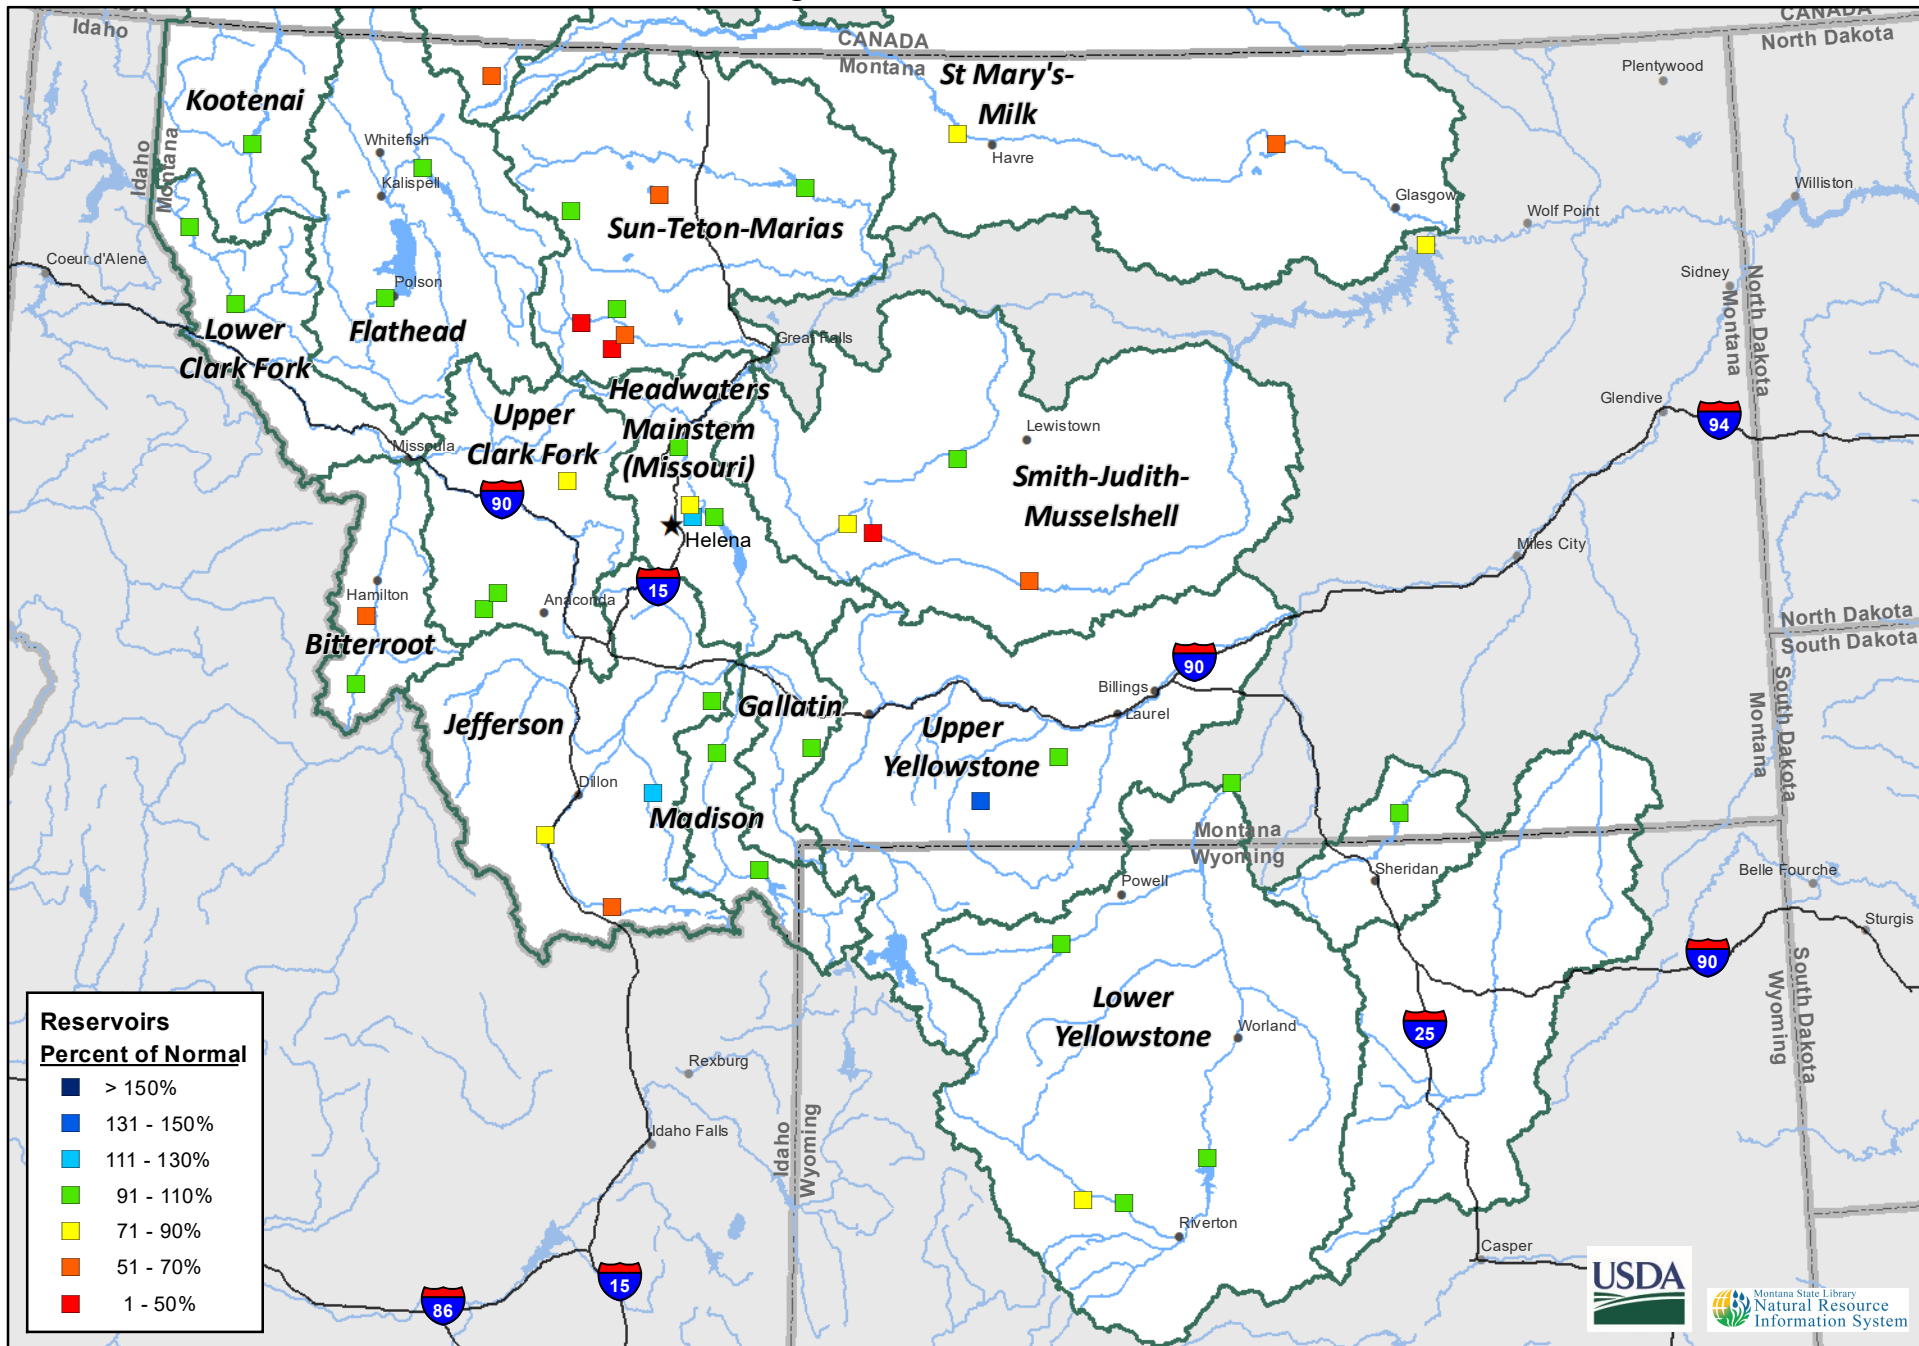 CANADA
Idaho
CANADA
Montana
CANADA
North Dakota
St Mary's-
Milk
Plentywood
Kootenai
Whitefish
Havre
Idaho
Montana
Kalispell
Glasgow
Williston
Wolf Point
Sun-Teton-Marias
Coeur d'Alene
Polson
Sidney
Montana
North Dakota
Lower
Clark Fork
Flathead
Great Falls
Headwaters
Mainstem
(Missouri)
Upper
Clark Fork
Lewistown
Glendive
94
Missoula
Smith-Judith-
Musselshell
90
Helena
Miles City
15
Hamilton
Anaconda
North Dakota
South Dakota
Bitterroot
90
Billings
Laurel
Gallatin
Jefferson
Upper
Yellowstone
Montana
South Dakota
Dillon
Madison
Montana
Wyoming
Powell
Sheridan
Belle Fourche
Sturgis
90
Lower
Yellowstone
Worland
25
Wyoming
South Dakota
Reservoirs
Percent of Normal
> 150%
131 - 150%
111 - 130%
91 - 110%
71 - 90%
51 - 70%
1 - 50%
Rexburg
Idaho Falls
Idaho
Wyoming
Riverton
Casper
15
86
USDA
Montana State Library
Natural Resource
Information System